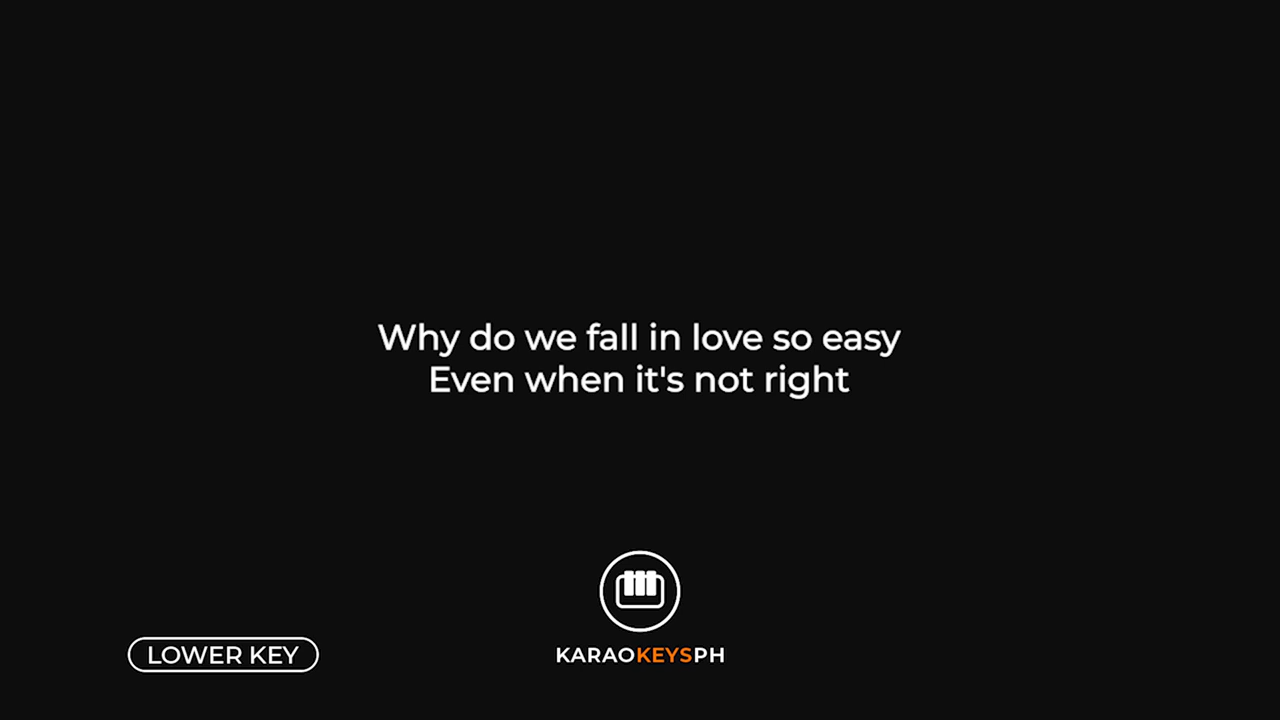 Why do we fall in love so easy
Even when it's not right
LOWER KEY
KARAOKEYSPH